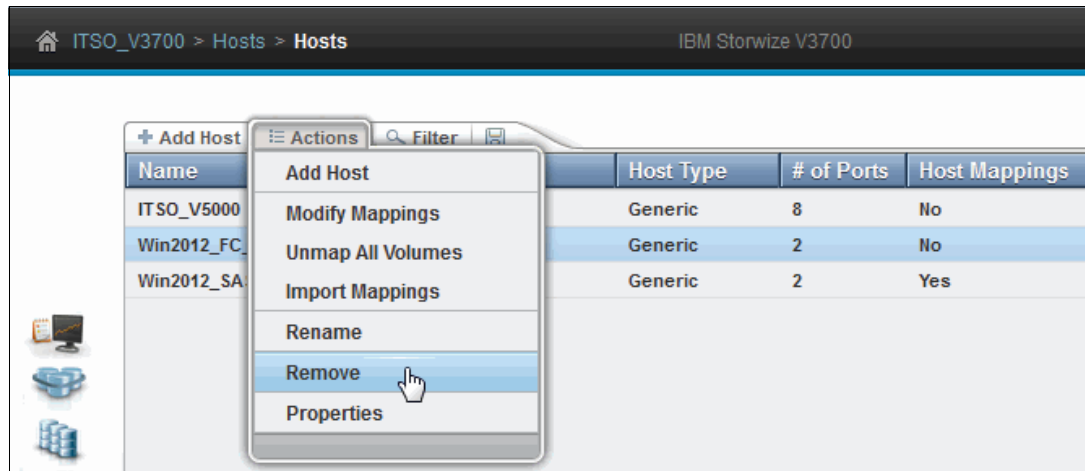 ITSO_V3700 > Hosts > Hosts IBM Storwize V3700
Add Host Actions Filter
Name Host Type # of Ports Host Mappings
ITSO_V5000 Generic 8 No
Win2012_FC_ Generic 2 No
Win2012_SA Generic 2 Yes
Add Host
Modify Mappings
Unmap All Volumes
Import Mappings
Rename
Remove
Properties